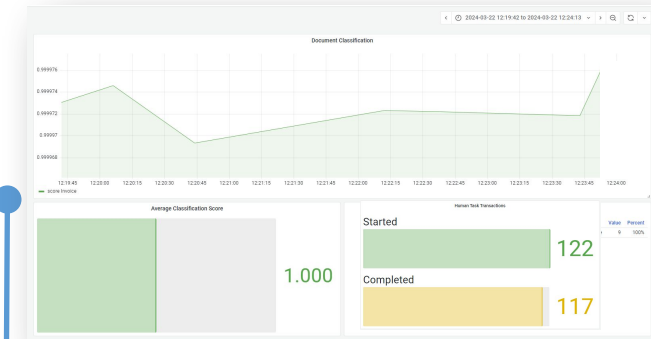 2024-03-22 12:19:42 to 2024-03-22 12:24:13
Document Classification
0.999976
0.999974
0.999972
0.99997
0.999968
12:19:45 12:20:00 12:20:15 12:20:30 12:20:45 12:21:00 12:21:15 12:21:30 12:21:45 12:22:00 12:22:15 12:22:30 12:22:45 12:23:00 12:23:15 12:23:30 12:23:45 12:24:00
score Invoice
Average Classification Score
1.000
Human Task Transactions
Started
122
Completed
117
Value Percent
9 100%